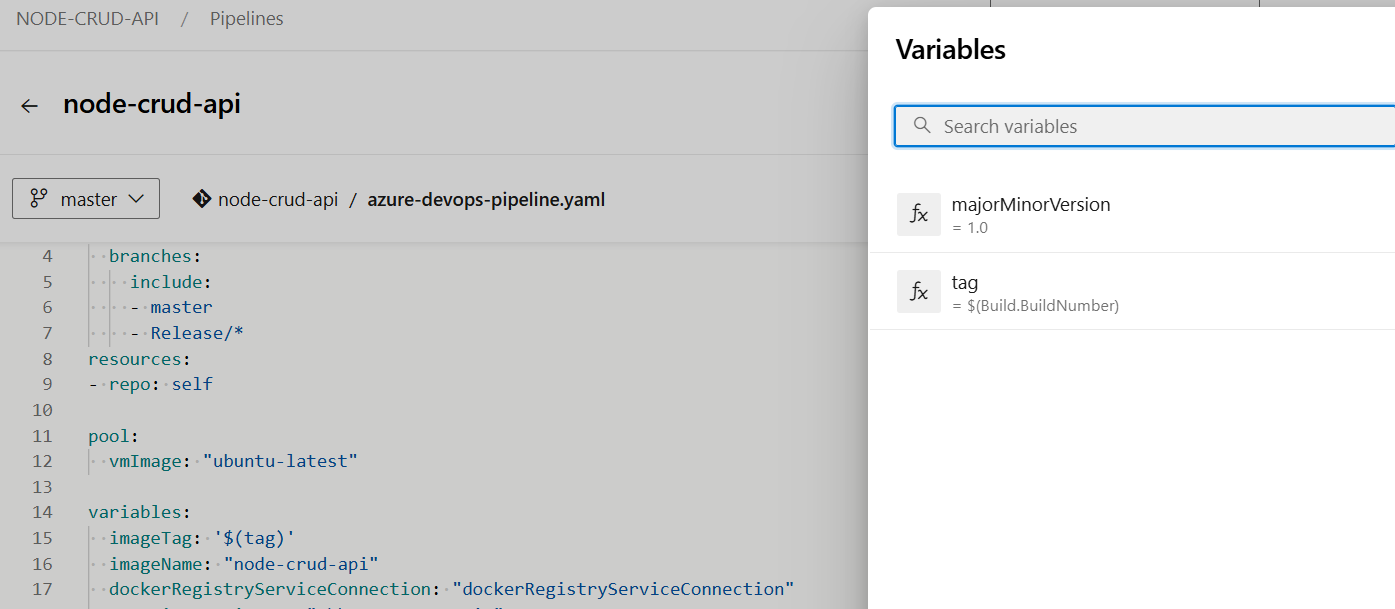 NODE-CRUD-API / Pipelines
node-crud-api
master
node-crud-api / azure-devops-pipeline.yaml
4 branches:
5 include:
6 - master
7 - Release/*
8 resources:
9 - repo: self
10
11 pool:
12 vmImage: "ubuntu-latest"
13
14 variables:
15 imageTag: '$(tag)'
16 imageName: "node-crud-api"
17 dockerRegistryServiceConnection: "dockerRegistryServiceConnection"
Variables
Search variables
fx majorMinorVersion
= 1.0
fx tag
= $(Build.BuildNumber)